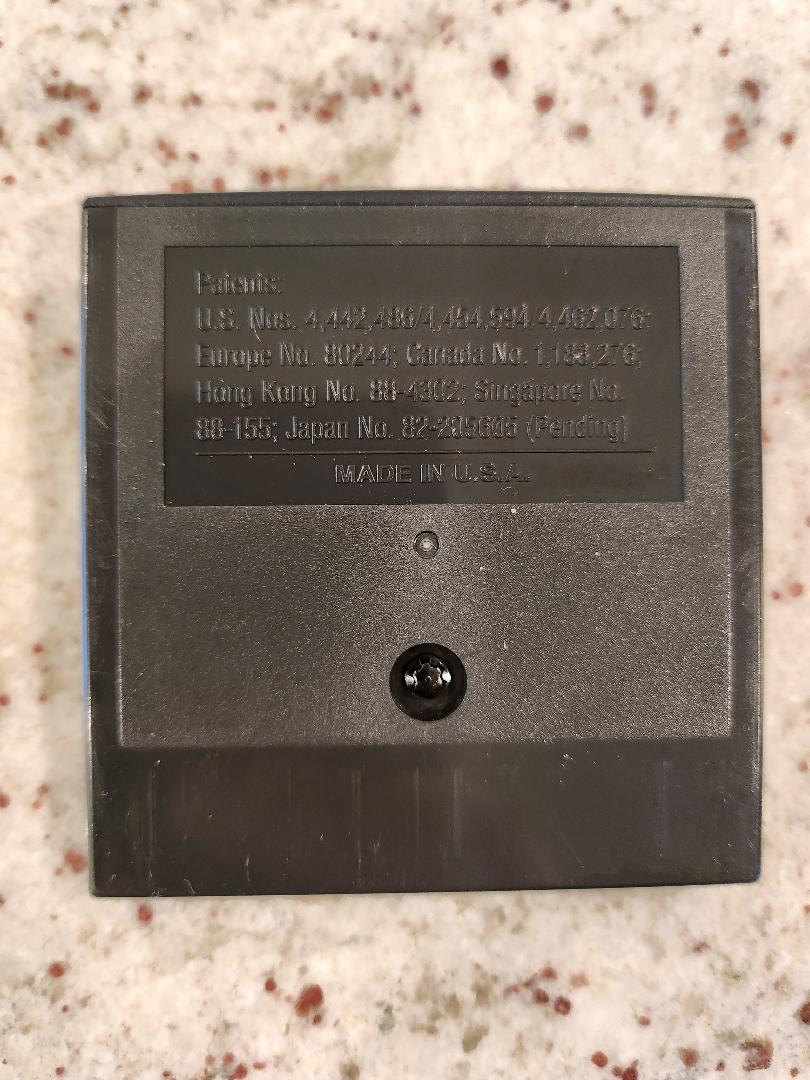 Patents:
U.S. Nos. 4,442,486/4,454,594/4,462,076;
Europe No. 80244; Canada No. 1,183,276;
Hong Kong No. 88-4302; Singapore No.
88-155; Japan No. 82-205605 (Pending)
MADE IN U.S.A.